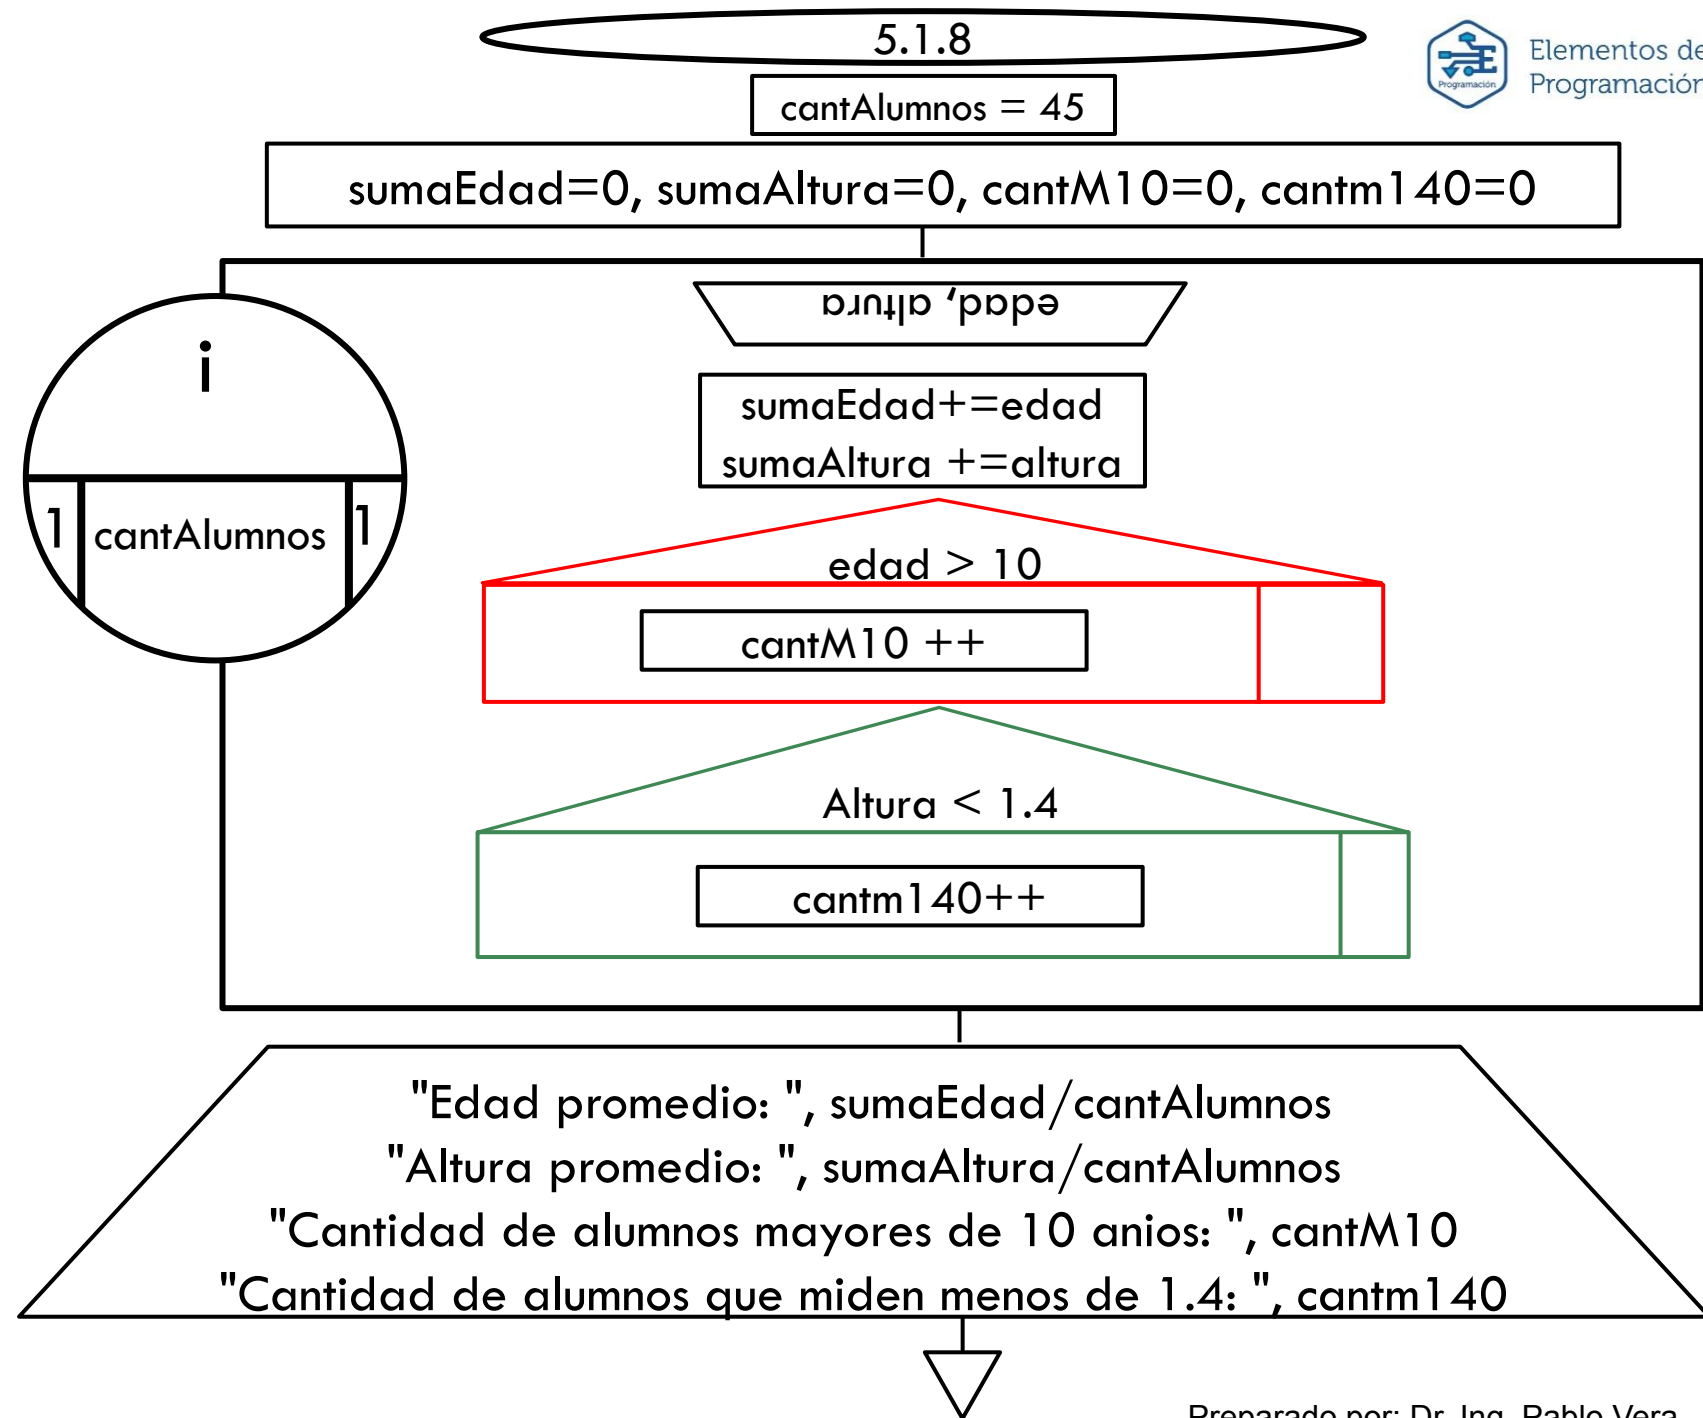 5.1.8
Elementos de
Programación
Programación
cantAlumnos = 45
sumaEdad=0, sumaAltura=0, cantM10=0, cantm140=0
edad, altura
i
sumaEdad+=edad
sumaAltura +=altura
1 cantAlumnos 1
edad > 10
cantM10 ++
Altura < 1.4
cantm140++
"Edad promedio: ", sumaEdad/cantAlumnos
"Altura promedio: ", sumaAltura/cantAlumnos
"Cantidad de alumnos mayores de 10 anios: ", cantM10
"Cantidad de alumnos que miden menos de 1.4: ", cantm140
Preparado por: Dr. Ing. Pablo Vera